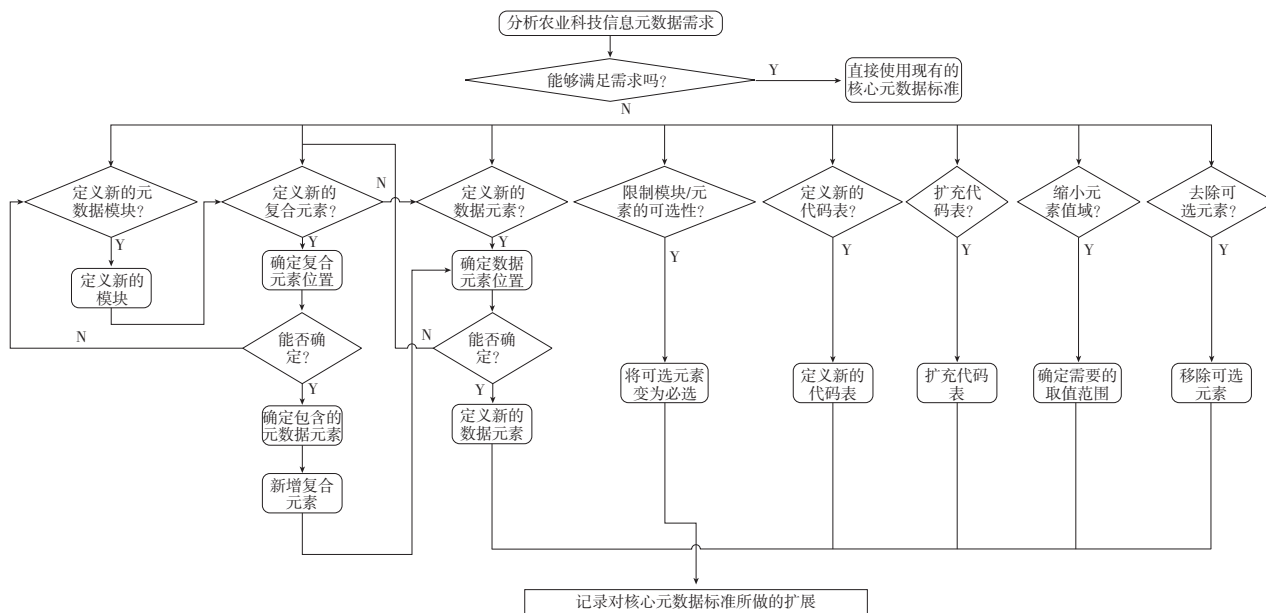 分析农业科技信息元数据需求
能够满足需求吗?
Y
直接使用现有的
核心元数据标准
N
定义新的元
数据模块?
定义新的
复合元素?
N
定义新的
数据元素?
限制模块/元
素的可选性?
定义新的
代码表?
扩充代
码表?
缩小元
素值域?
去除可
选元素?
Y
Y
Y
Y
Y
Y
Y
Y
定义新的
模块
确定复合
元素位置
确定数据
元素位置
N
能否确
定?
N
能否确
定?
Y
Y
将可选元素
变为必选
定义新的
代码表
扩充代码
表
确定需要的
取值范围
移除可选
元素
确定包含的
元数据元素
定义新的
数据元素
新增复合
元素
记录对核心元数据标准所做的扩展